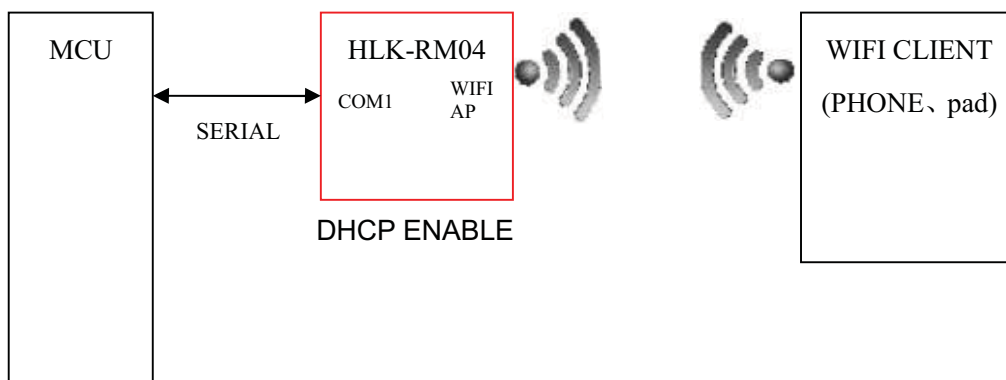 MCU
SERIAL
HLK-RM04
COM1
WIFI
AP
DHCP ENABLE
WIFI CLIENT
(PHONE、pad)